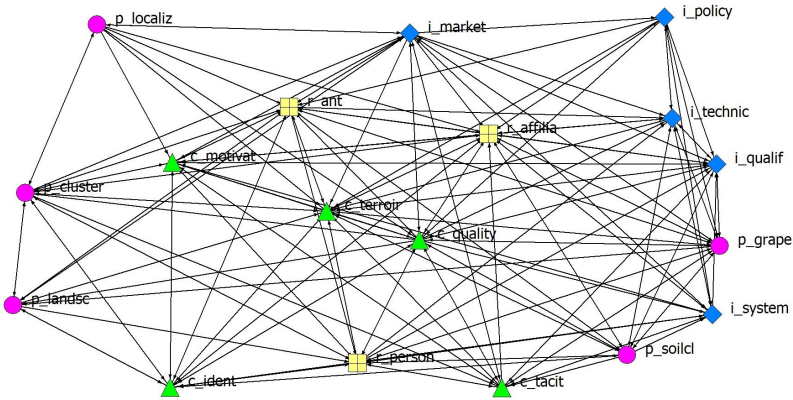 p_localiz
i_market
i_policy
r_ant
i_technic
r_affilia
c_motivat
i_qualif
p_cluster
c_terroir
c_quality
p_grape
p_landsc
i_system
p_soilcl
r_person
c_ident
c_tacit